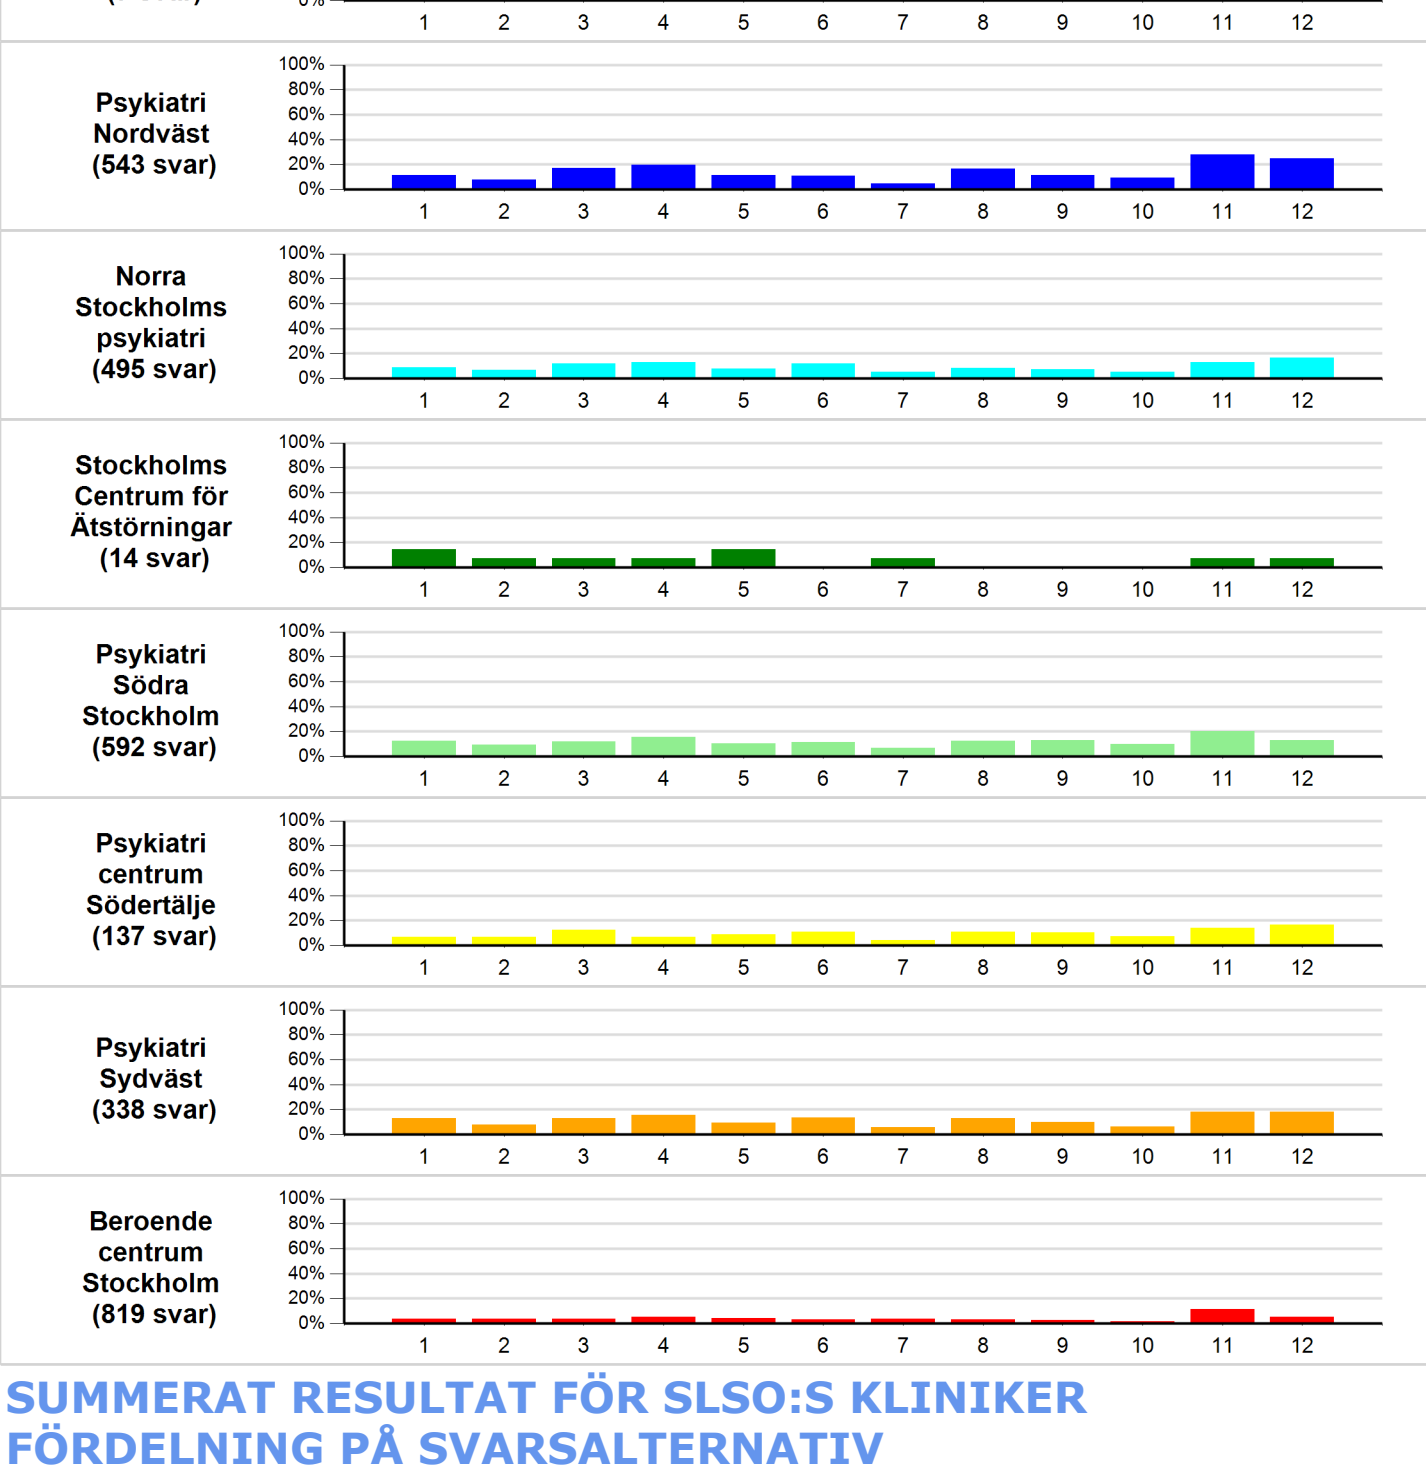 0%
1 2 3 4 5 6 7 8 9 10 11 12
Psykiatri
Nordväst
(543 svar)
100%
80%
60%
40%
20%
0%
1 2 3 4 5 6 7 8 9 10 11 12
Norra
Stockholms
psykiatri
(495 svar)
100%
80%
60%
40%
20%
0%
1 2 3 4 5 6 7 8 9 10 11 12
Stockholms
Centrum för
Ätstörningar
(14 svar)
100%
80%
60%
40%
20%
0%
1 2 3 4 5 6 7 8 9 10 11 12
Psykiatri
Södra
Stockholm
(592 svar)
100%
80%
60%
40%
20%
0%
1 2 3 4 5 6 7 8 9 10 11 12
Psykiatri
centrum
Södertälje
(137 svar)
100%
80%
60%
40%
20%
0%
1 2 3 4 5 6 7 8 9 10 11 12
Psykiatri
Sydväst
(338 svar)
100%
80%
60%
40%
20%
0%
1 2 3 4 5 6 7 8 9 10 11 12
Beroende
centrum
Stockholm
(819 svar)
100%
80%
60%
40%
20%
0%
1 2 3 4 5 6 7 8 9 10 11 12
SUMMERAT RESULTAT FÖR SLSO:S KLINIKER
FÖRDELNING PÅ SVARSALTERNATIV